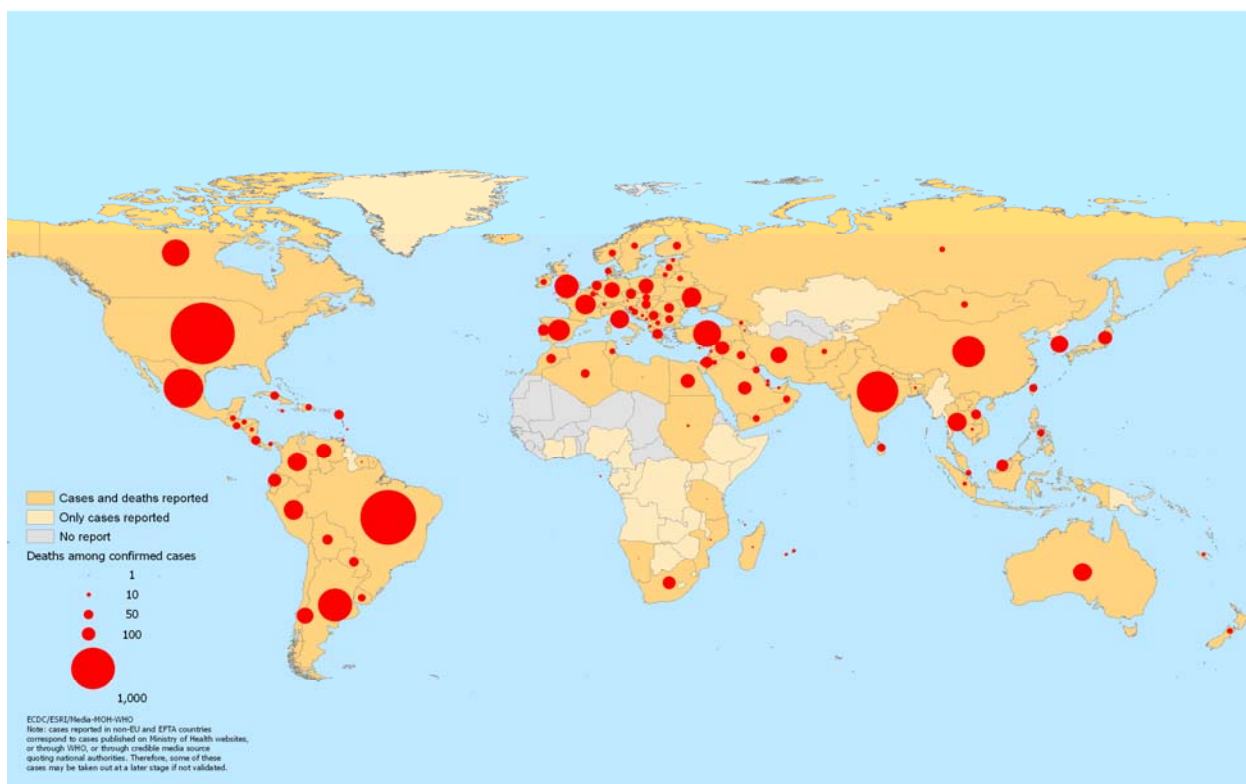 Cases and deaths reported
Only cases reported
No report
Deaths among confirmed cases
1
10
50
100
1,000
ECDC/ESRI/Media-MOH-WHO
Note: cases reported in non-EU and EFTA countries
correspond to cases published on Ministry of Health websites,
or through WHO, or through credible media source
quoting national authorities. Therefore, some of these
cases may be taken out at a later stage if not validated.